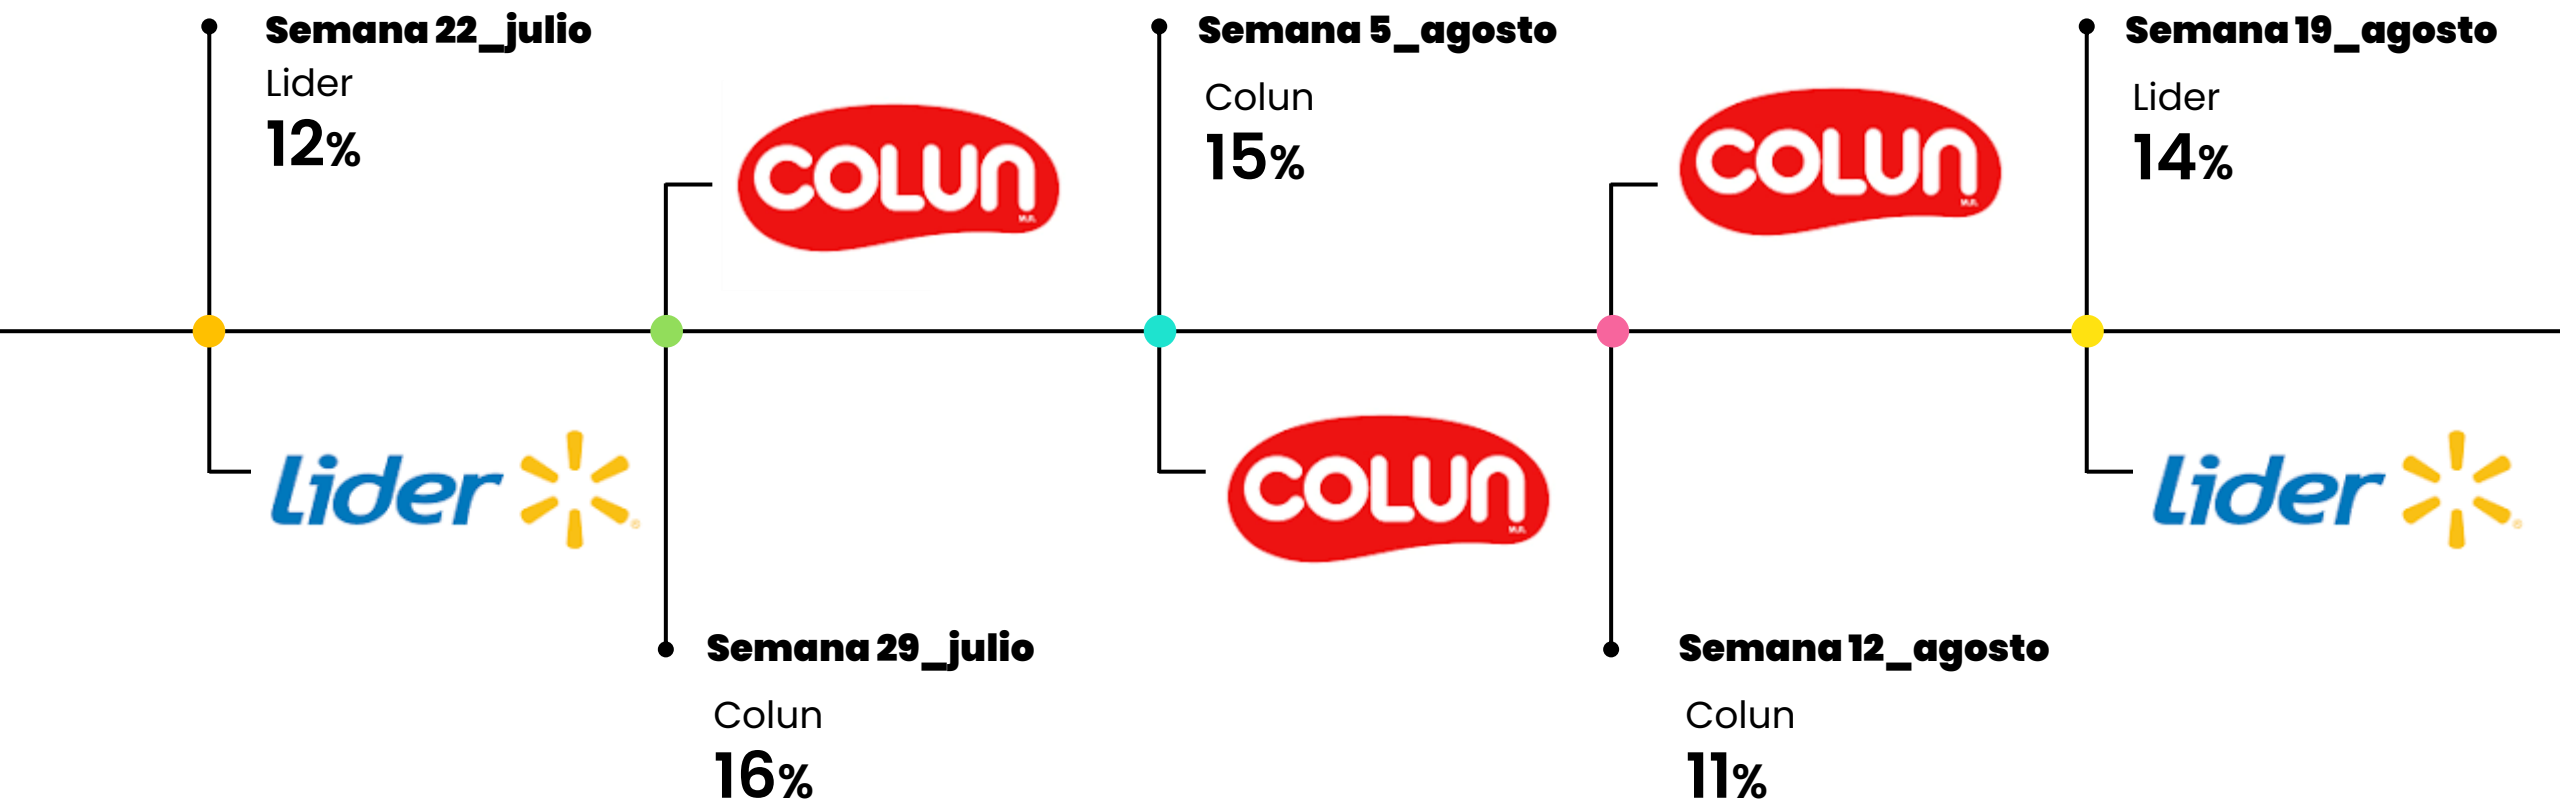 Semana 22_julio
Lider
12%
lider
COLUN
M.R.
Semana 29_julio
Colun
16%
Semana 5_agosto
Colun
15%
COLUN
M.R.
COLUN
M.R.
Semana 12_agosto
Colun
11%
Semana 19_agosto
Lider
14%
lider